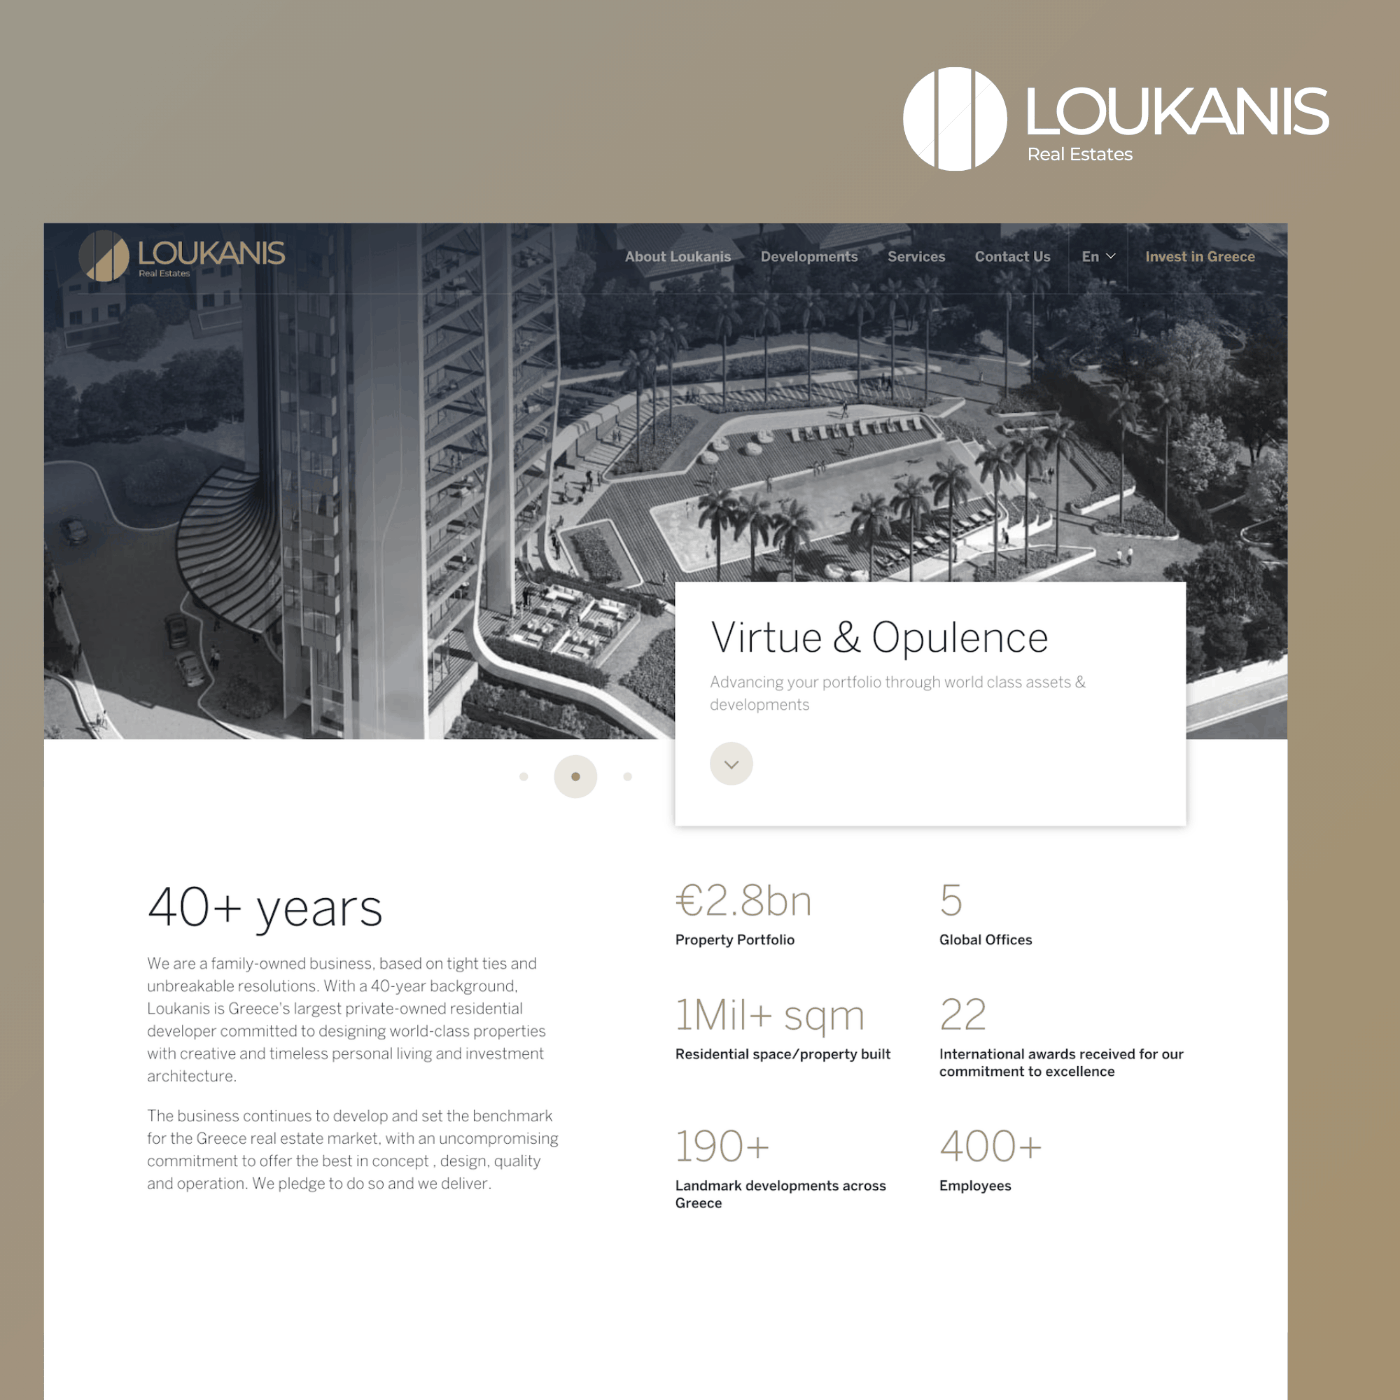 LOUKANIS
Real Estates
LOUKANIS
Real Estates
About Loukanis Developments Services Contact Us En Invest in Greece
Virtue & Opulence
Advancing your portfolio through world class assets &
developments
40+ years
We are a family-owned business, based on tight ties and
unbreakable resolutions. With a 40-year background,
Loukanis is Greece's largest private-owned residential
developer committed to designing world-class properties
with creative and timeless personal living and investment
architecture.
The business continues to develop and set the benchmark
for the Greece real estate market, with an uncompromising
commitment to offer the best in concept , design, quality
and operation. We pledge to do so and we deliver.
€2.8bn
Property Portfolio
5
Global Offices
1Mil+ sqm
Residential space/property built
22
International awards received for our
commitment to excellence
190+
Landmark developments across
Greece
400+
Employees